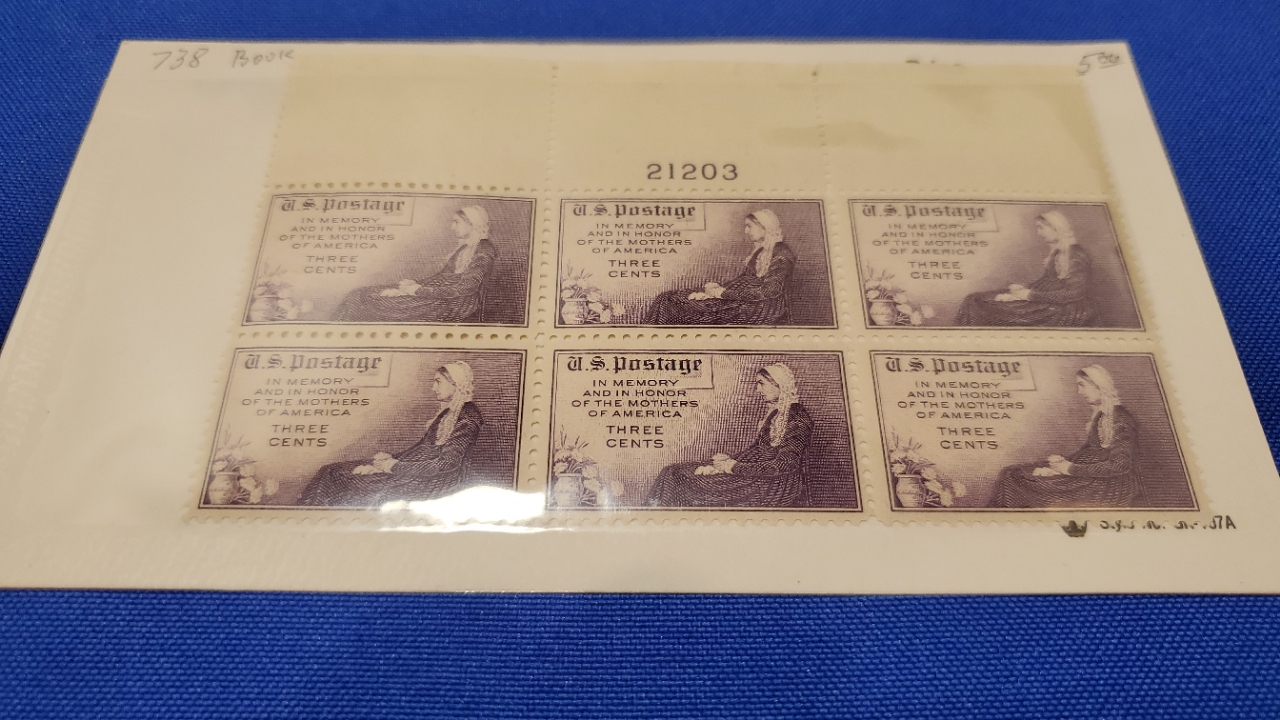 738 Book
5.00
21203
U.S. Postage
IN MEMORY
AND IN HONOR
OF THE MOTHERS
OF AMERICA
THREE
CENTS
U.S. Postage
IN MEMORY
AND IN HONOR
OF THE MOTHERS
OF AMERICA
THREE
CENTS
U.S. Postage
IN MEMORY
AND IN HONOR
OF THE MOTHERS
OF AMERICA
THREE
CENTS
U.S. Postage
IN MEMORY
AND IN HONOR
OF THE MOTHERS
OF AMERICA
THREE
CENTS
U.S. Postage
IN MEMORY
AND IN HONOR
OF THE MOTHERS
OF AMERICA
THREE
CENTS
U.S. Postage
IN MEMORY
AND IN HONOR
OF THE MOTHERS
OF AMERICA
THREE
CENTS